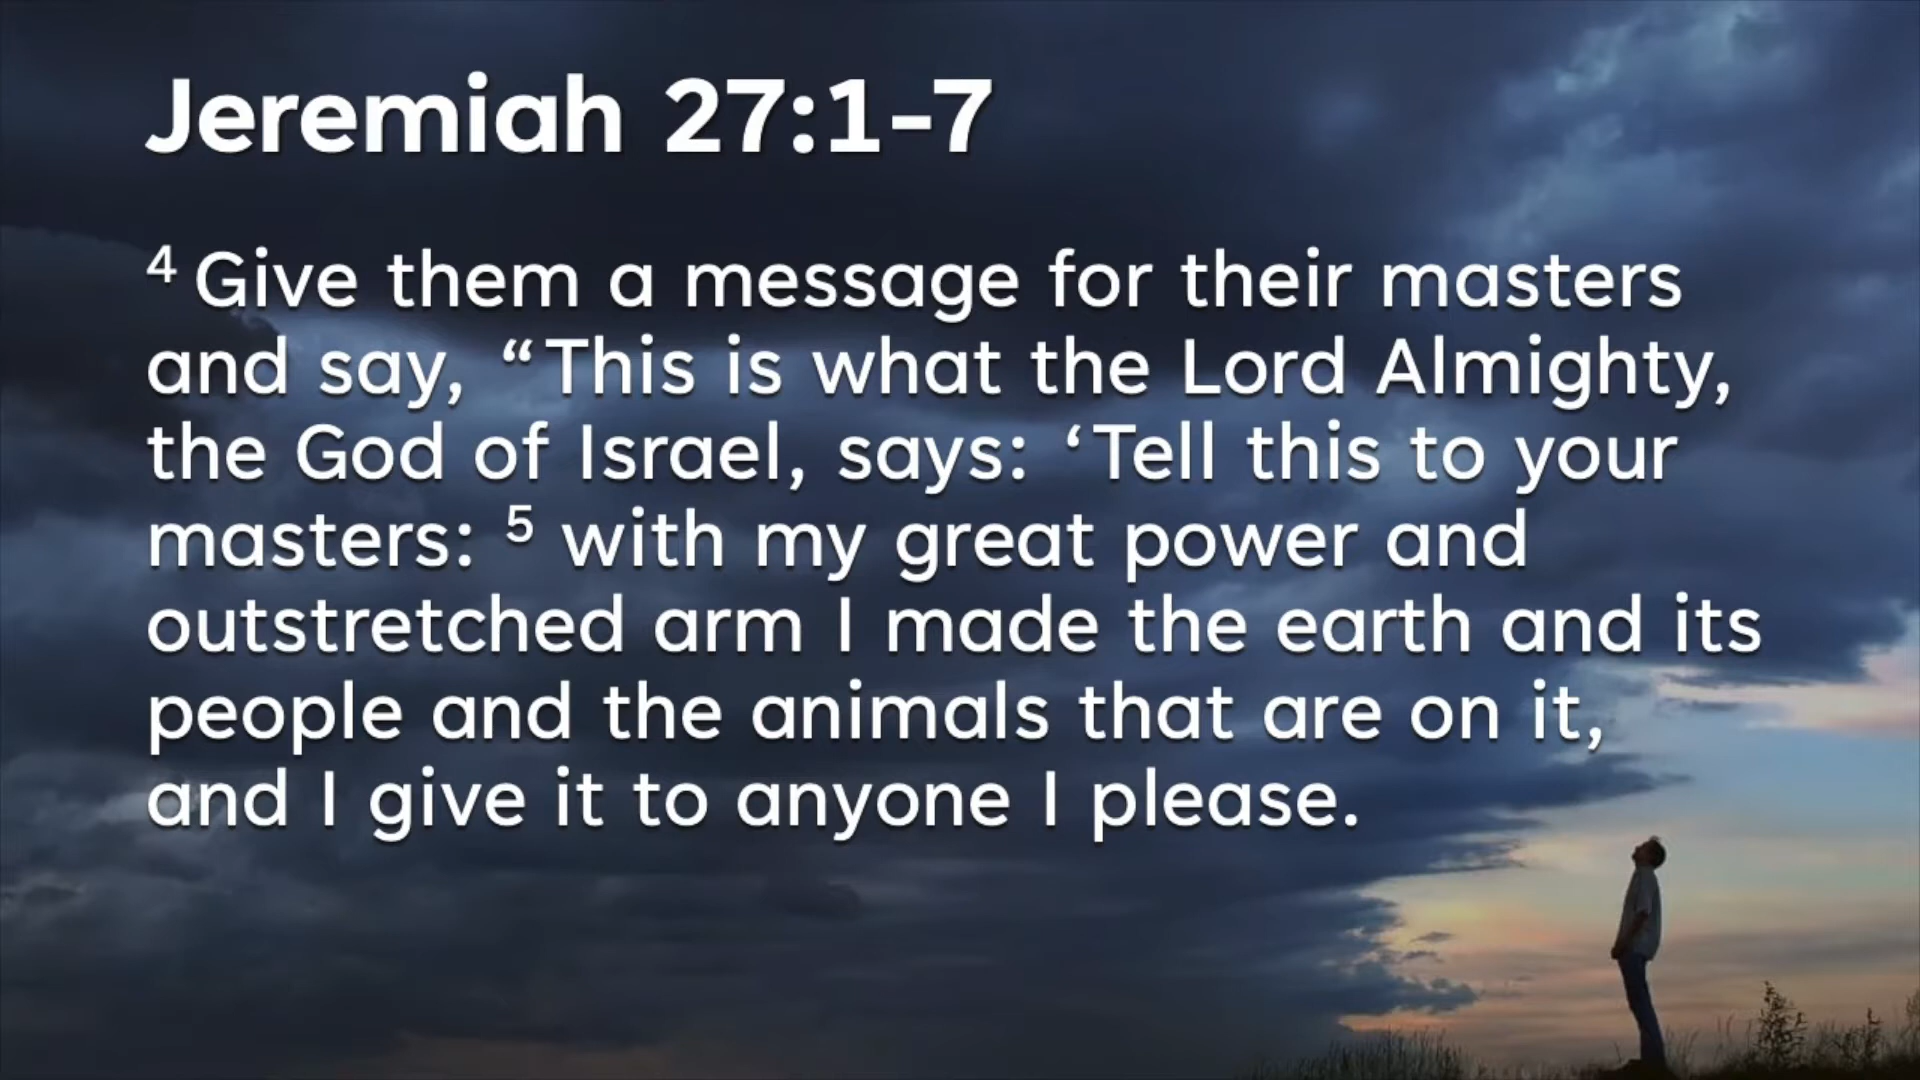 Jeremiah 27:1-7
⁴ Give them a message for their masters
and say, “This is what the Lord Almighty,
the God of Israel, says: ‘Tell this to your
masters: ⁵ with my great power and
outstretched arm I made the earth and its
people and the animals that are on it,
and I give it to anyone I please.